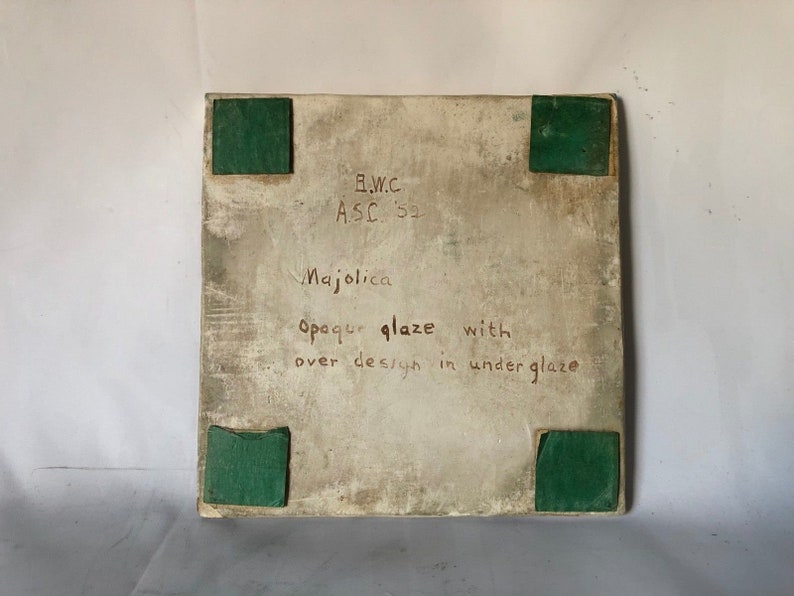 B.W.C
A.S.C '52
Majolica
opaque glaze with
over design in underglaze